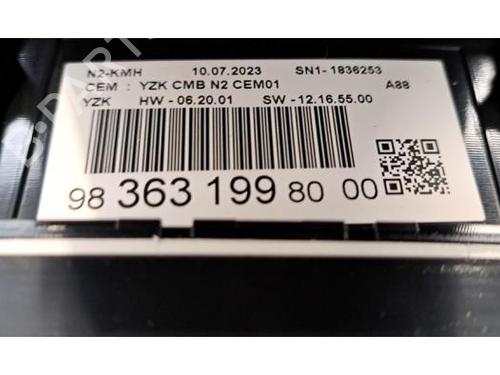 N2-KMH 10.07.2023 SN1- 1836253
CEM : YZK CMB N2 CEM01 A88
YZK HW - 06.20.01 SW - 12.16.55.00
98 363 199 80 00